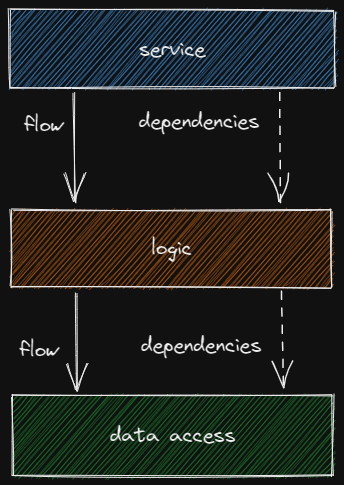 service
flow
dependencies
logic
flow
dependencies
data access